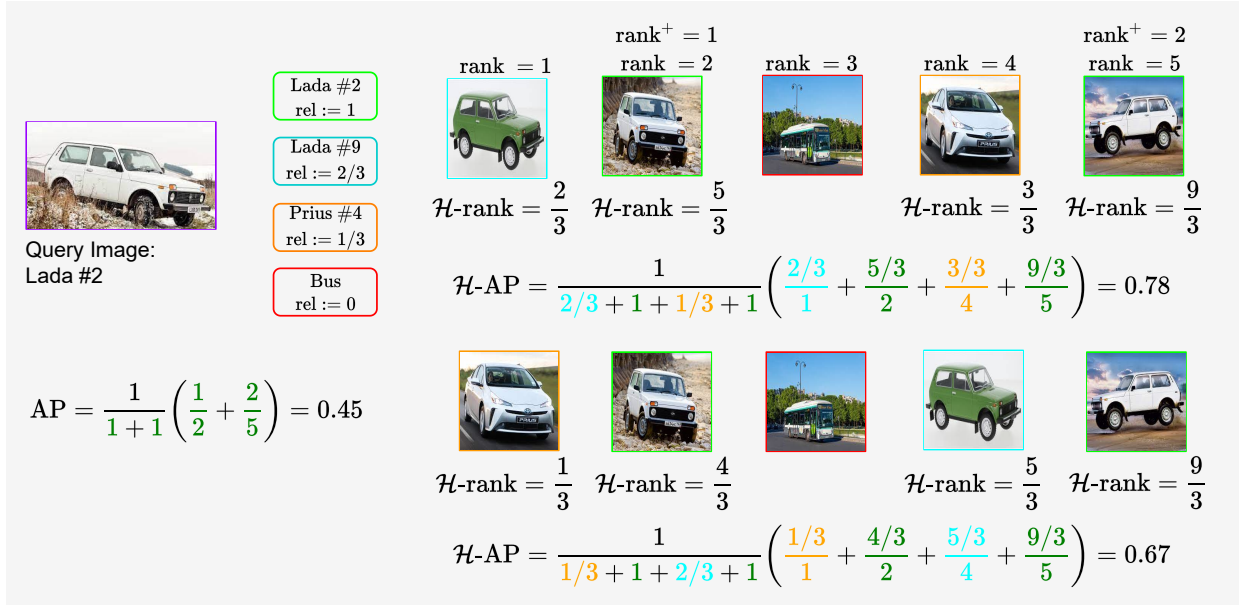 Query Image:
Lada #2
Lada #2
rel := 1
Lada #9
rel := 2/3
Prius #4
rel := 1/3
Bus
rel := 0
AP = 1/(1 + 1) (1/2 + 2/5) = 0.45
rank = 1
rank⁺ = 1
rank = 2
rank = 3
rank = 4
rank⁺ = 2
rank = 5
PRIUS
ℋ-rank = 2/3
ℋ-rank = 5/3
ℋ-rank = 3/3
ℋ-rank = 9/3
ℋ-AP = 1/(2/3 + 1 + 1/3 + 1) ((2/3)/1 + (5/3)/2 + (3/3)/4 + (9/3)/5) = 0.78
PRIUS
ℋ-rank = 1/3
ℋ-rank = 4/3
ℋ-rank = 5/3
ℋ-rank = 9/3
ℋ-AP = 1/(1/3 + 1 + 2/3 + 1) ((1/3)/1 + (4/3)/2 + (5/3)/4 + (9/3)/5) = 0.67